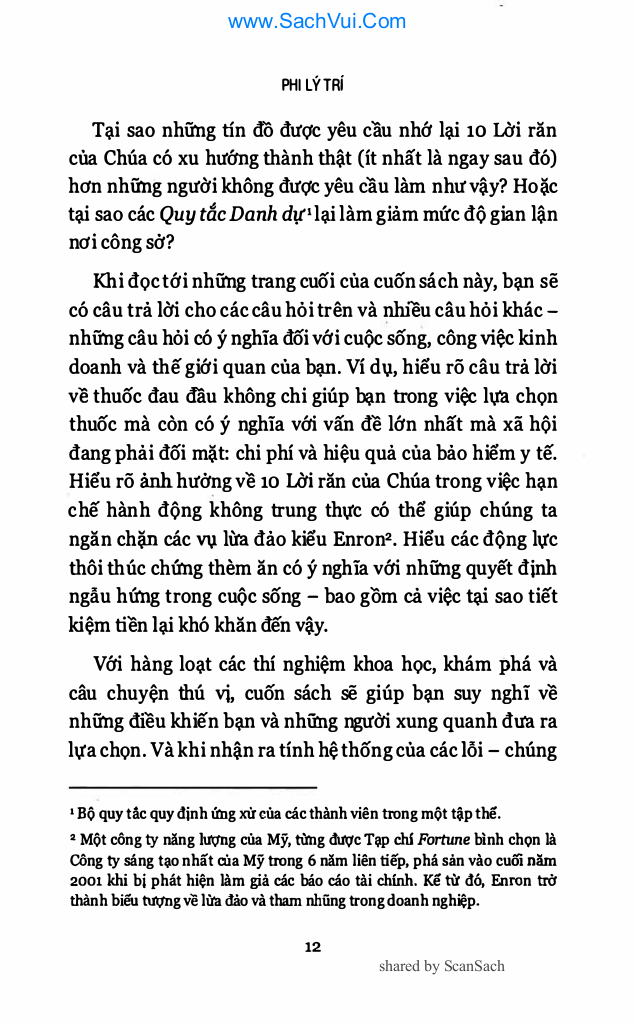 www.SachVui.Com
PHI LÝ TRÍ
Tại sao những tín đồ được yêu cầu nhớ lại 10 Lời răn
của Chúa có xu hướng thành thật (ít nhất là ngay sau đó)
hơn những người không được yêu cầu làm như vậy? Hoặc
tại sao các Quy tắc Danh dự¹ lại làm giảm mức độ gian lận
nơi công sở?
Khi đọc tới những trang cuối của cuốn sách này, bạn sẽ
có câu trả lời cho các câu hỏi trên và nhiều câu hỏi khác –
những câu hỏi có ý nghĩa đối với cuộc sống, công việc kinh
doanh và thế giới quan của bạn. Ví dụ, hiểu rõ câu trả lời
về thuốc đau đầu không chỉ giúp bạn trong việc lựa chọn
thuốc mà còn có ý nghĩa với vấn đề lớn nhất mà xã hội
đang phải đối mặt: chi phí và hiệu quả của bảo hiểm y tế.
Hiểu rõ ảnh hưởng về 10 Lời răn của Chúa trong việc hạn
chế hành động không trung thực có thể giúp chúng ta
ngăn chặn các vụ lừa đảo kiểu Enron². Hiểu các động lực
thôi thúc chứng thèm ăn có ý nghĩa với những quyết định
ngẫu hứng trong cuộc sống – bao gồm cả việc tại sao tiết
kiệm tiền lại khó khăn đến vậy.
Với hàng loạt các thí nghiệm khoa học, khám phá và
câu chuyện thú vị, cuốn sách sẽ giúp bạn suy nghĩ về
những điều khiến bạn và những người xung quanh đưa ra
lựa chọn. Và khi nhận ra tính hệ thống của các lỗi – chúng
¹ Bộ quy tắc quy định ứng xử của các thành viên trong một tập thể.
² Một công ty năng lượng của Mỹ, từng được Tạp chí Fortune bình chọn là
Công ty sáng tạo nhất của Mỹ trong 6 năm liên tiếp, phá sản vào cuối năm
2001 khi bị phát hiện làm giả các báo cáo tài chính. Kể từ đó, Enron trở
thành biểu tượng về lừa đảo và tham nhũng trong doanh nghiệp.
12
shared by ScanSach